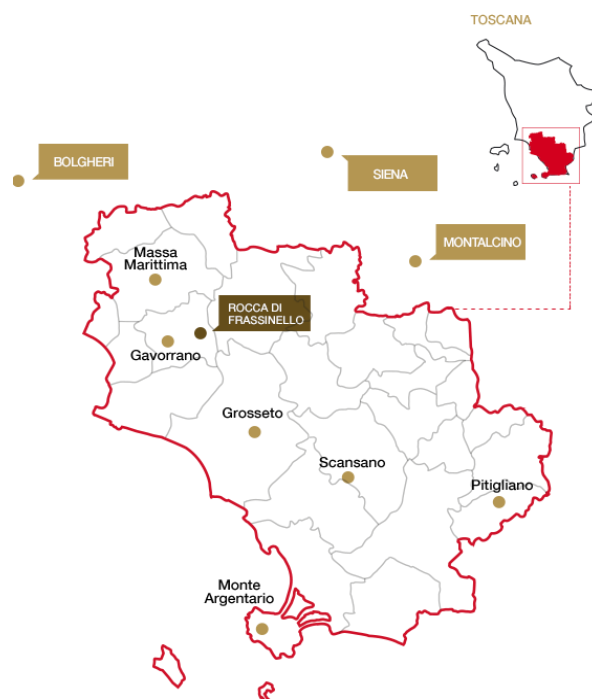 TOSCANA
BOLGHERI
SIENA
MONTALCINO
Massa
Marittima
ROCCA DI
FRASSINELLO
Gavorrano
Grosseto
Scansano
Pitigliano
Monte
Argentario